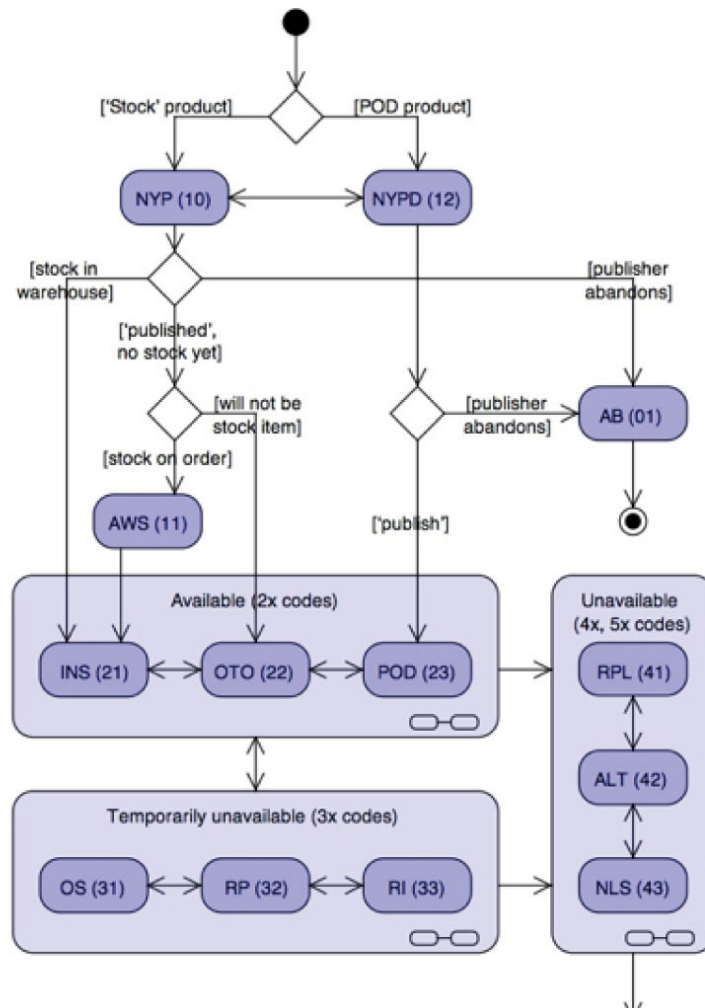 ['Stock' product]
[POD product]
NYP (10)
NYPD (12)
[stock in
warehouse]
[publisher
abandons]
['published',
no stock yet]
[will not be
stock item]
[publisher
abandons]
AB (01)
[stock on order]
AWS (11)
['publish']
Available (2x codes)
Unavailable
(4x, 5x codes)
INS (21)
OTO (22)
POD (23)
RPL (41)
ALT (42)
Temporarily unavailable (3x codes)
OS (31)
RP (32)
RI (33)
NLS (43)